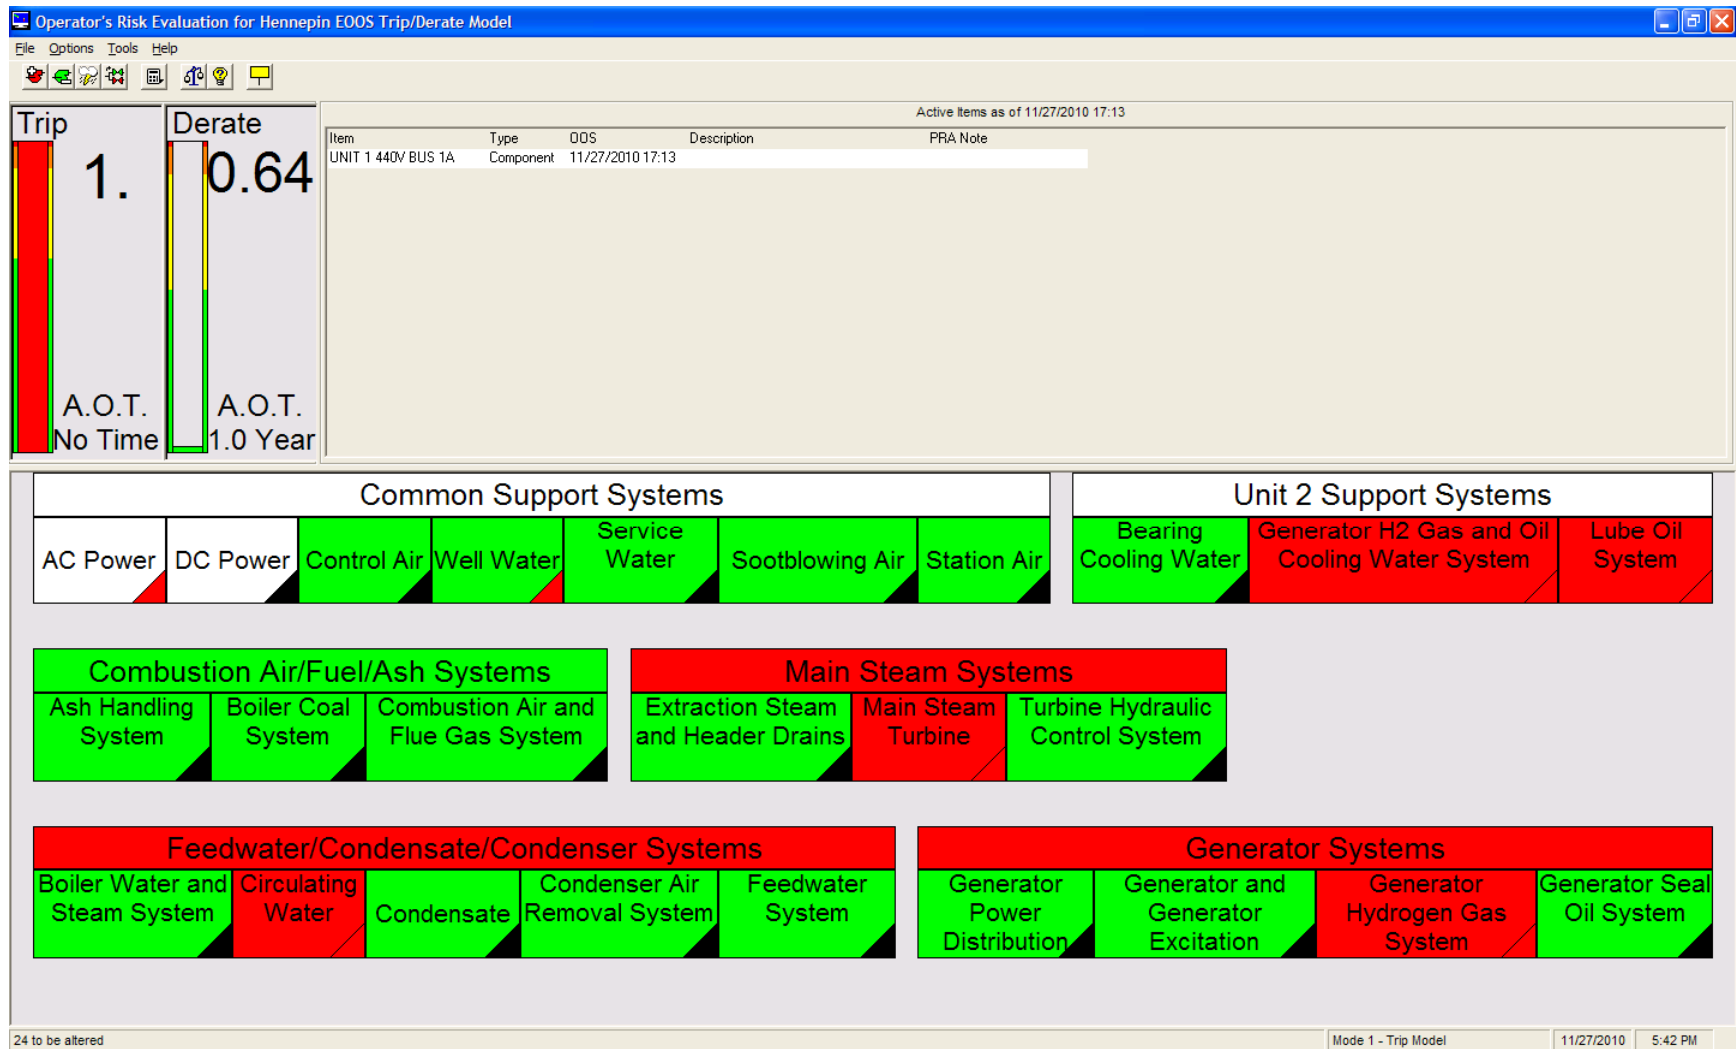 Operator's Risk Evaluation for Hennepin EOOS Trip/Derate Model
File Options Tools Help
Trip
1.
A.O.T.
No Time
Derate
0.64
A.O.T.
1.0 Year
Active Items as of 11/27/2010 17:13
Item Type OOS Description PRA Note
UNIT 1 440V BUS 1A Component 11/27/2010 17:13
Common Support Systems
AC Power
DC Power
Control Air
Well Water
Service
Water
Sootblowing Air
Station Air
Unit 2 Support Systems
Bearing
Cooling Water
Generator H2 Gas and Oil
Cooling Water System
Lube Oil
System
Combustion Air/Fuel/Ash Systems
Ash Handling
System
Boiler Coal
System
Combustion Air and
Flue Gas System
Main Steam Systems
Extraction Steam
and Header Drains
Main Steam
Turbine
Turbine Hydraulic
Control System
Feedwater/Condensate/Condenser Systems
Boiler Water and
Steam System
Circulating
Water
Condensate
Condenser Air
Removal System
Feedwater
System
Generator Systems
Generator
Power
Distribution
Generator and
Generator
Excitation
Generator
Hydrogen Gas
System
Generator Seal
Oil System
24 to be altered
Mode 1 - Trip Model
11/27/2010
5:42 PM